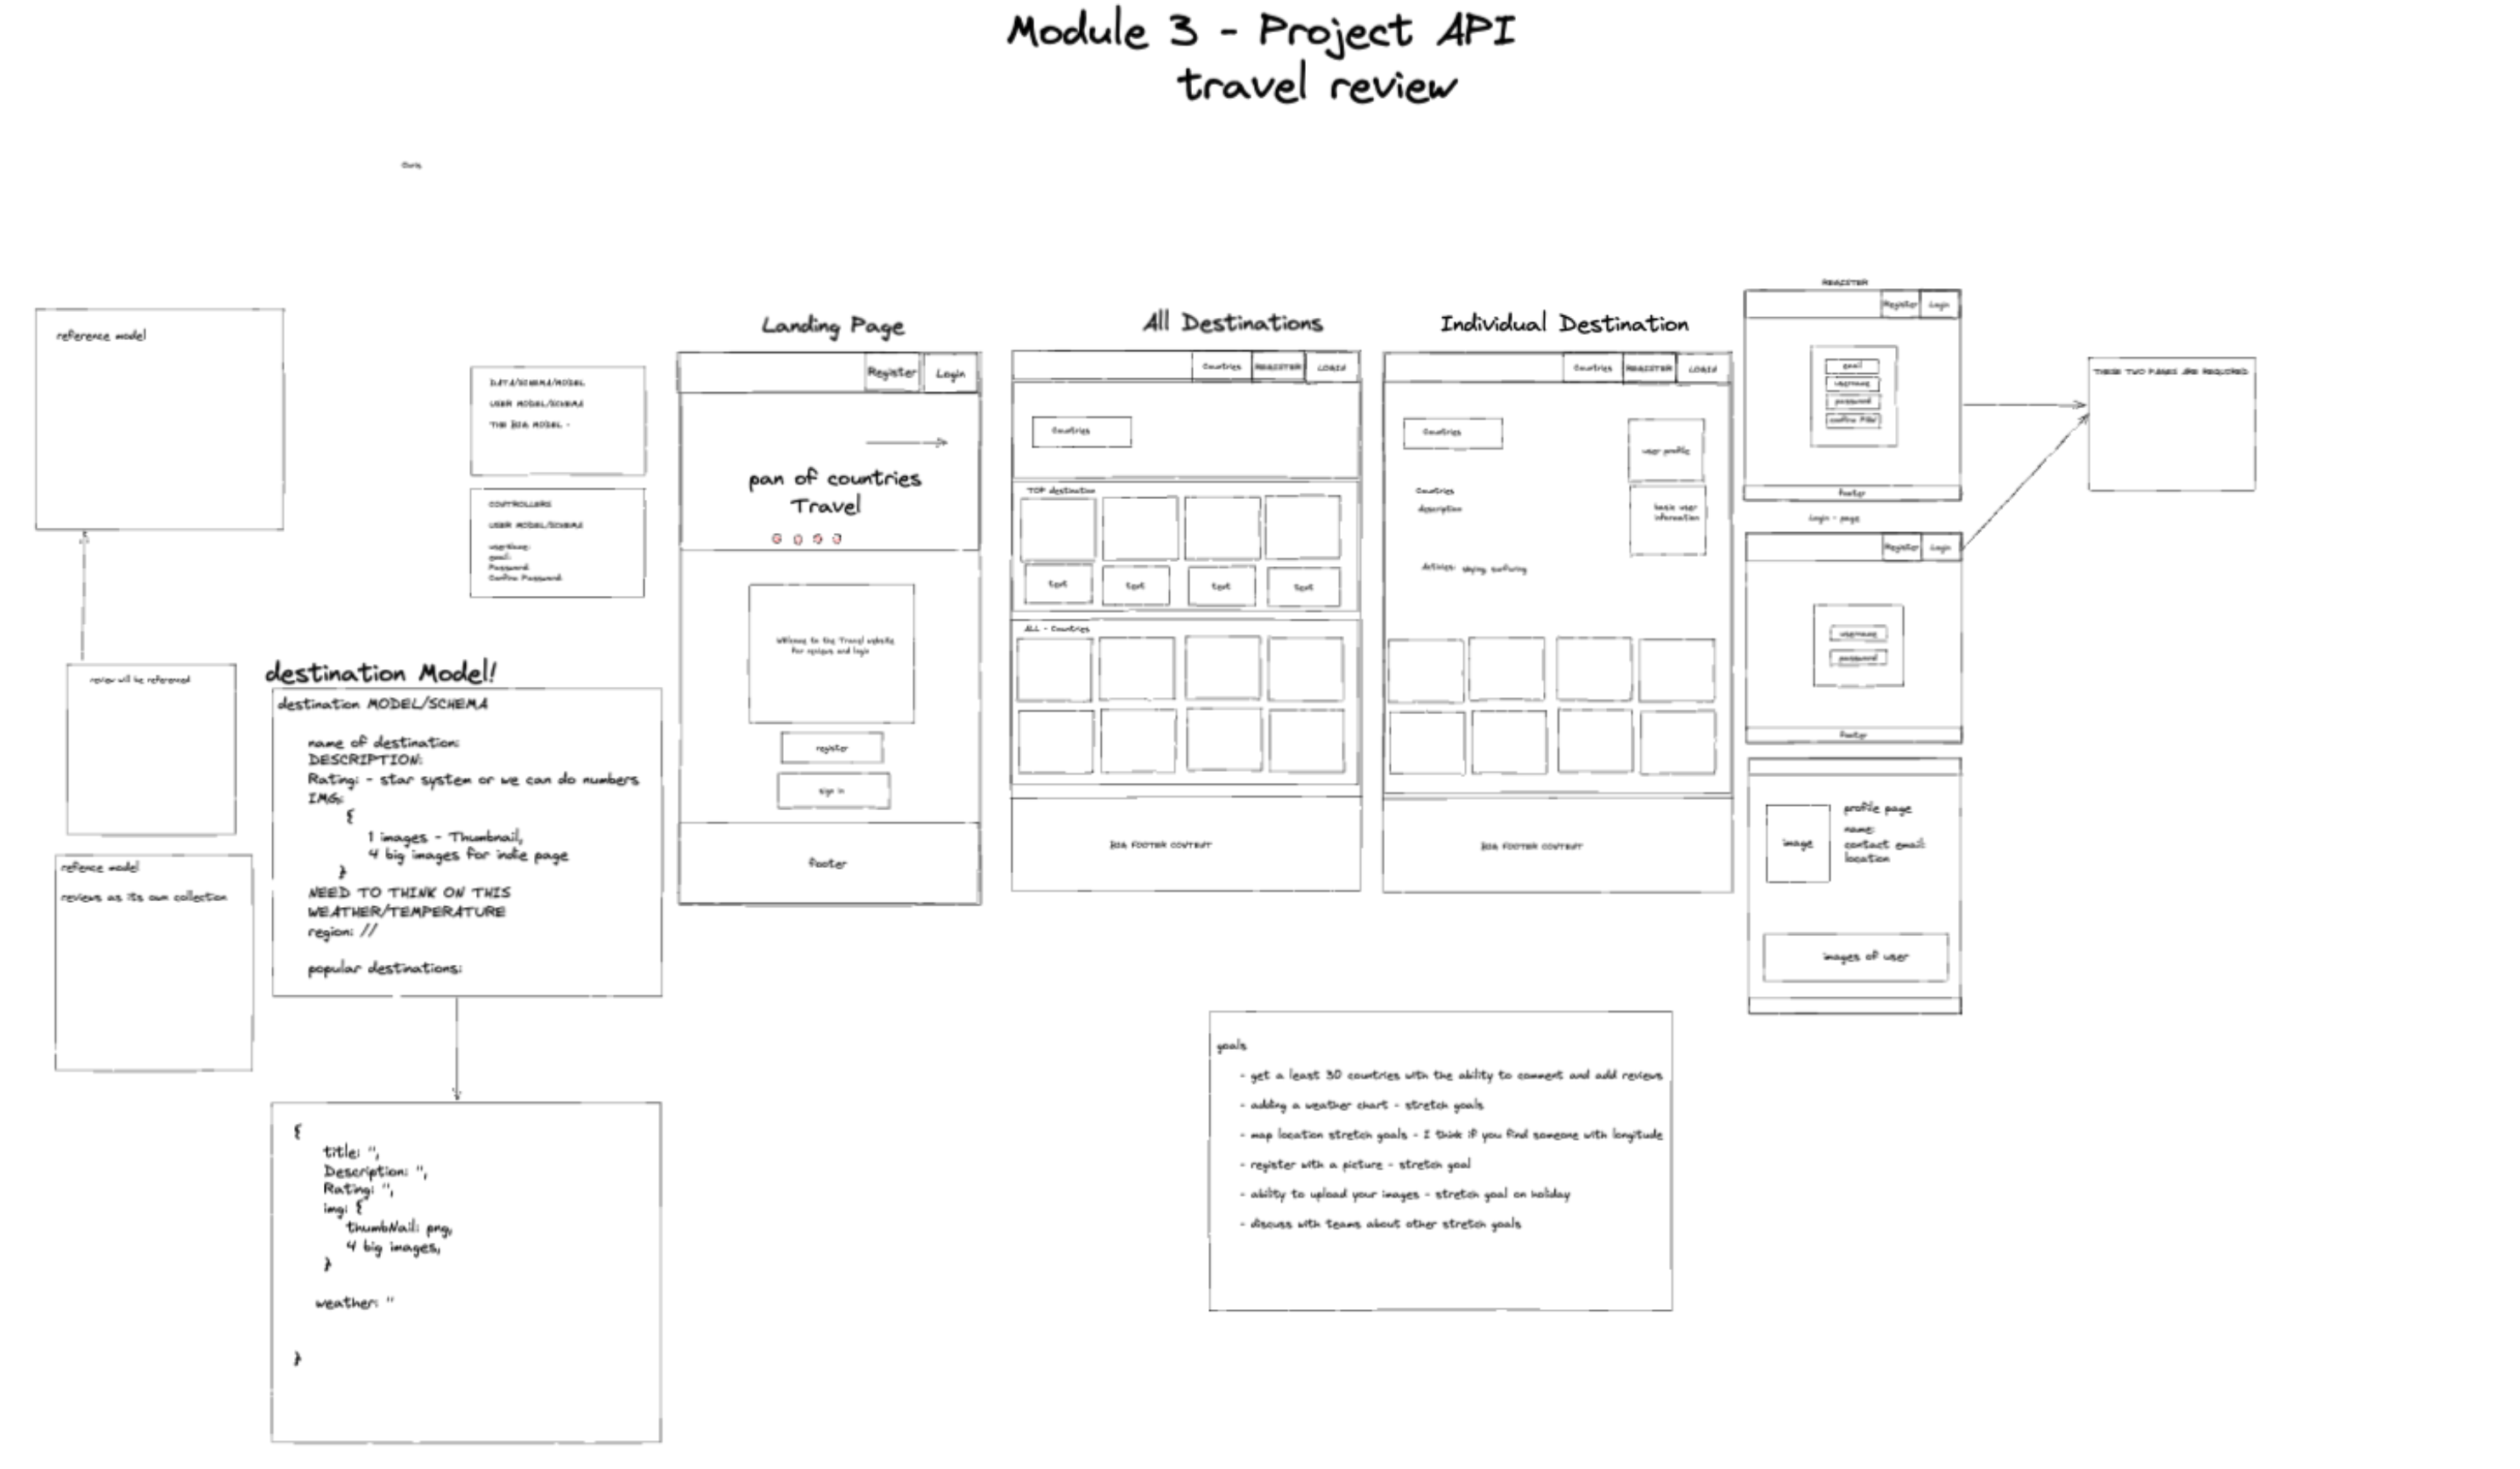 Module 3 - Project API
travel review
Chris
reference model
review will be referenced
refence model
reviews as its own collection
DATA/SCHEMA/MODEL
USER MODEL/SCHEMA
THE BIA MODEL -
CONTROLLERS
USER MODEL/SCHEMA
userName:
email:
Password:
Confirm Password:
destination Model!
destination MODEL/SCHEMA
name of destination:
DESCRIPTION:
Rating: - star system or we can do numbers
IMG:
{
1 images - Thumbnail,
4 big images for indie page
}
NEED TO THINK ON THIS
WEATHER/TEMPERATURE
region: //
popular destinations:
{
title: '',
Description: '',
Rating: '',
img: {
thumbNail: png,
4 big images,
}
weather: ''
}
Landing Page
Register
Login
pan of countries
Travel
Welcome to the Travel website
for reviews and login
register
sign in
footer
All Destinations
Countries
REGISTER
LOGIN
Countries
TOP destination
text
text
text
text
ALL - Countries
FOOTER CONTENT
Individual Destination
Countries
REGISTER
LOGIN
Countries
user profile
basic user
information
Countries
description
FOOTER CONTENT
REGISTER
Register
Login
email
username
password
footer
Login - page
Register
Login
username
password
footer
image
profile page
name:
contact email:
location
images of user
THESE TWO PAGES ARE REQUIRED
goals
- get a least 30 countries with the ability to comment and add reviews
- adding a weather chart - stretch goals
- map location stretch goals - I think if you find someone with longitude
- register with a picture - stretch goal
- ability to upload your images - stretch goal on holiday
- discuss with teams about other stretch goals